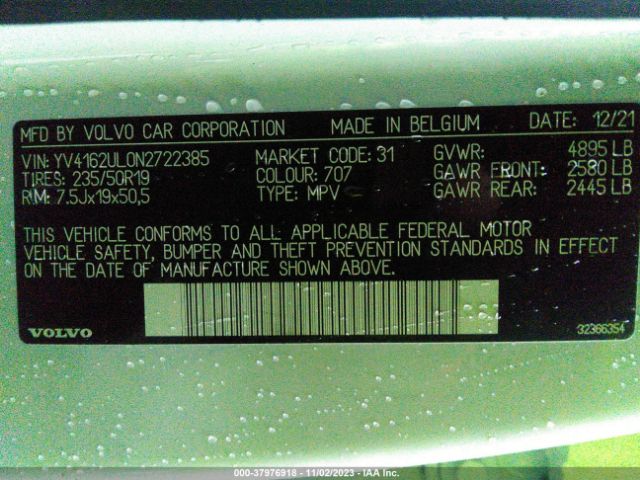 MFD BY VOLVO CAR CORPORATION MADE IN BELGIUM DATE: 12/21
VIN: YV4162UL0N2722385 MARKET CODE: 31 GVWR: 4895 LB
TIRES: 235/50R19 COLOUR: 707 GAWR FRONT: 2580 LB
RIM: 7.5Jx19x50,5 TYPE: MPV GAWR REAR: 2445 LB
THIS VEHICLE CONFORMS TO ALL APPLICABLE FEDERAL MOTOR
VEHICLE SAFETY, BUMPER AND THEFT PREVENTION STANDARDS IN EFFECT
ON THE DATE OF MANUFACTURE SHOWN ABOVE.
VOLVO 32366354
000-37976918 - 11/02/2023 - IAA Inc.